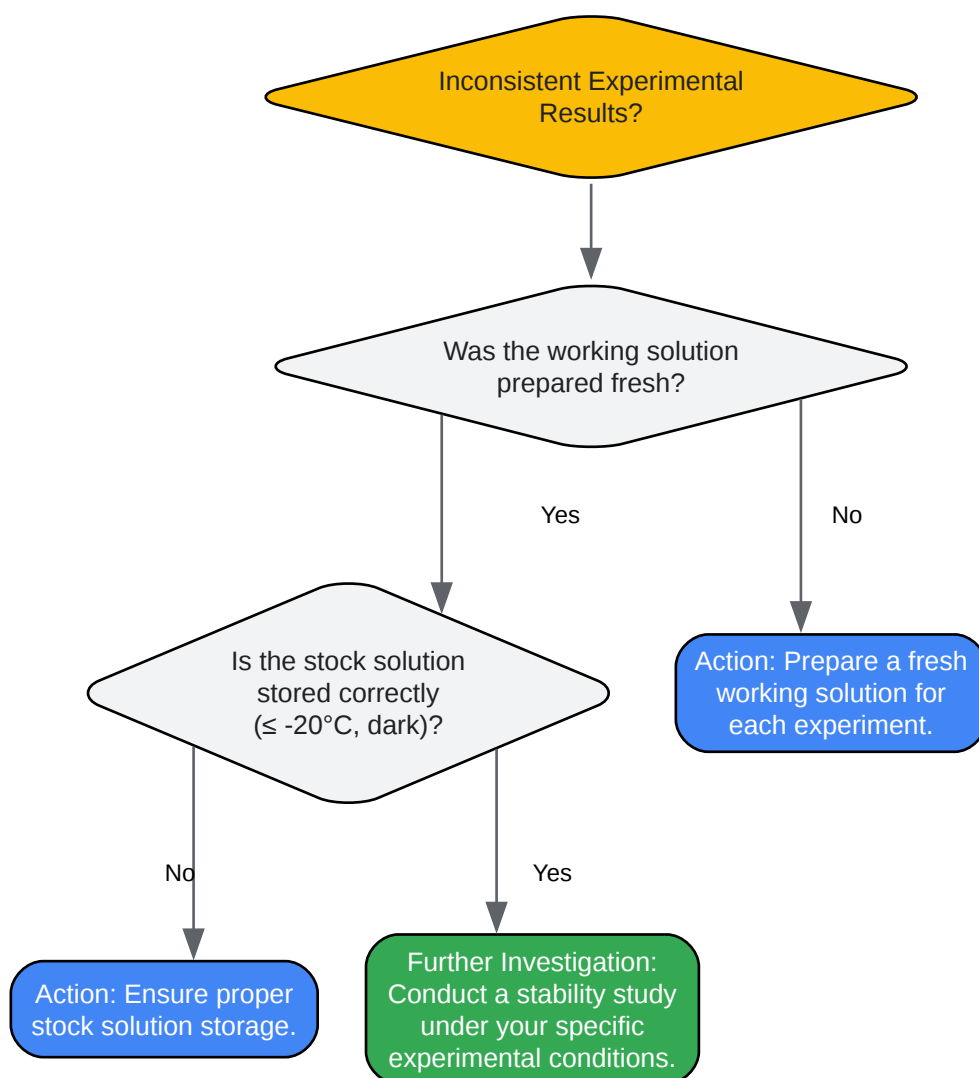 Inconsistent Experimental
Results?
Was the working solution
prepared fresh?
Yes
No
Is the stock solution
stored correctly
(≤ -20°C, dark)?
Action: Prepare a fresh
working solution for
each experiment.
No
Yes
Action: Ensure proper
stock solution storage.
Further Investigation:
Conduct a stability study
under your specific
experimental conditions.